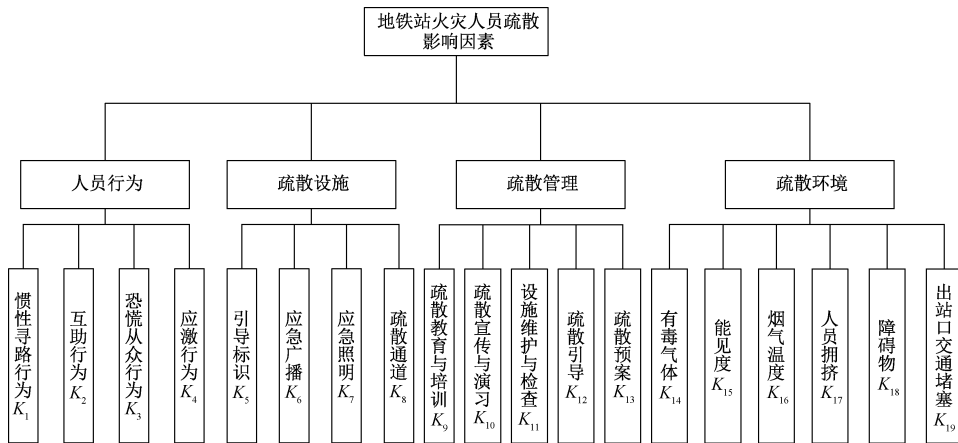 地铁站火灾人员疏散
影响因素
人员行为
疏散设施
疏散管理
疏散环境
惯性寻路行为K₁
互助行为K₂
恐慌从众行为K₃
应激行为K₄
引导标识K₅
应急广播K₆
应急照明K₇
疏散通道K₈
疏散教育与培训K₉
疏散宣传与演习K₁₀
设施维护与检查K₁₁
疏散引导K₁₂
疏散预案K₁₃
有毒气体K₁₄
能见度K₁₅
烟气温度K₁₆
人员拥挤K₁₇
障碍物K₁₈
出站口交通堵塞K₁₉